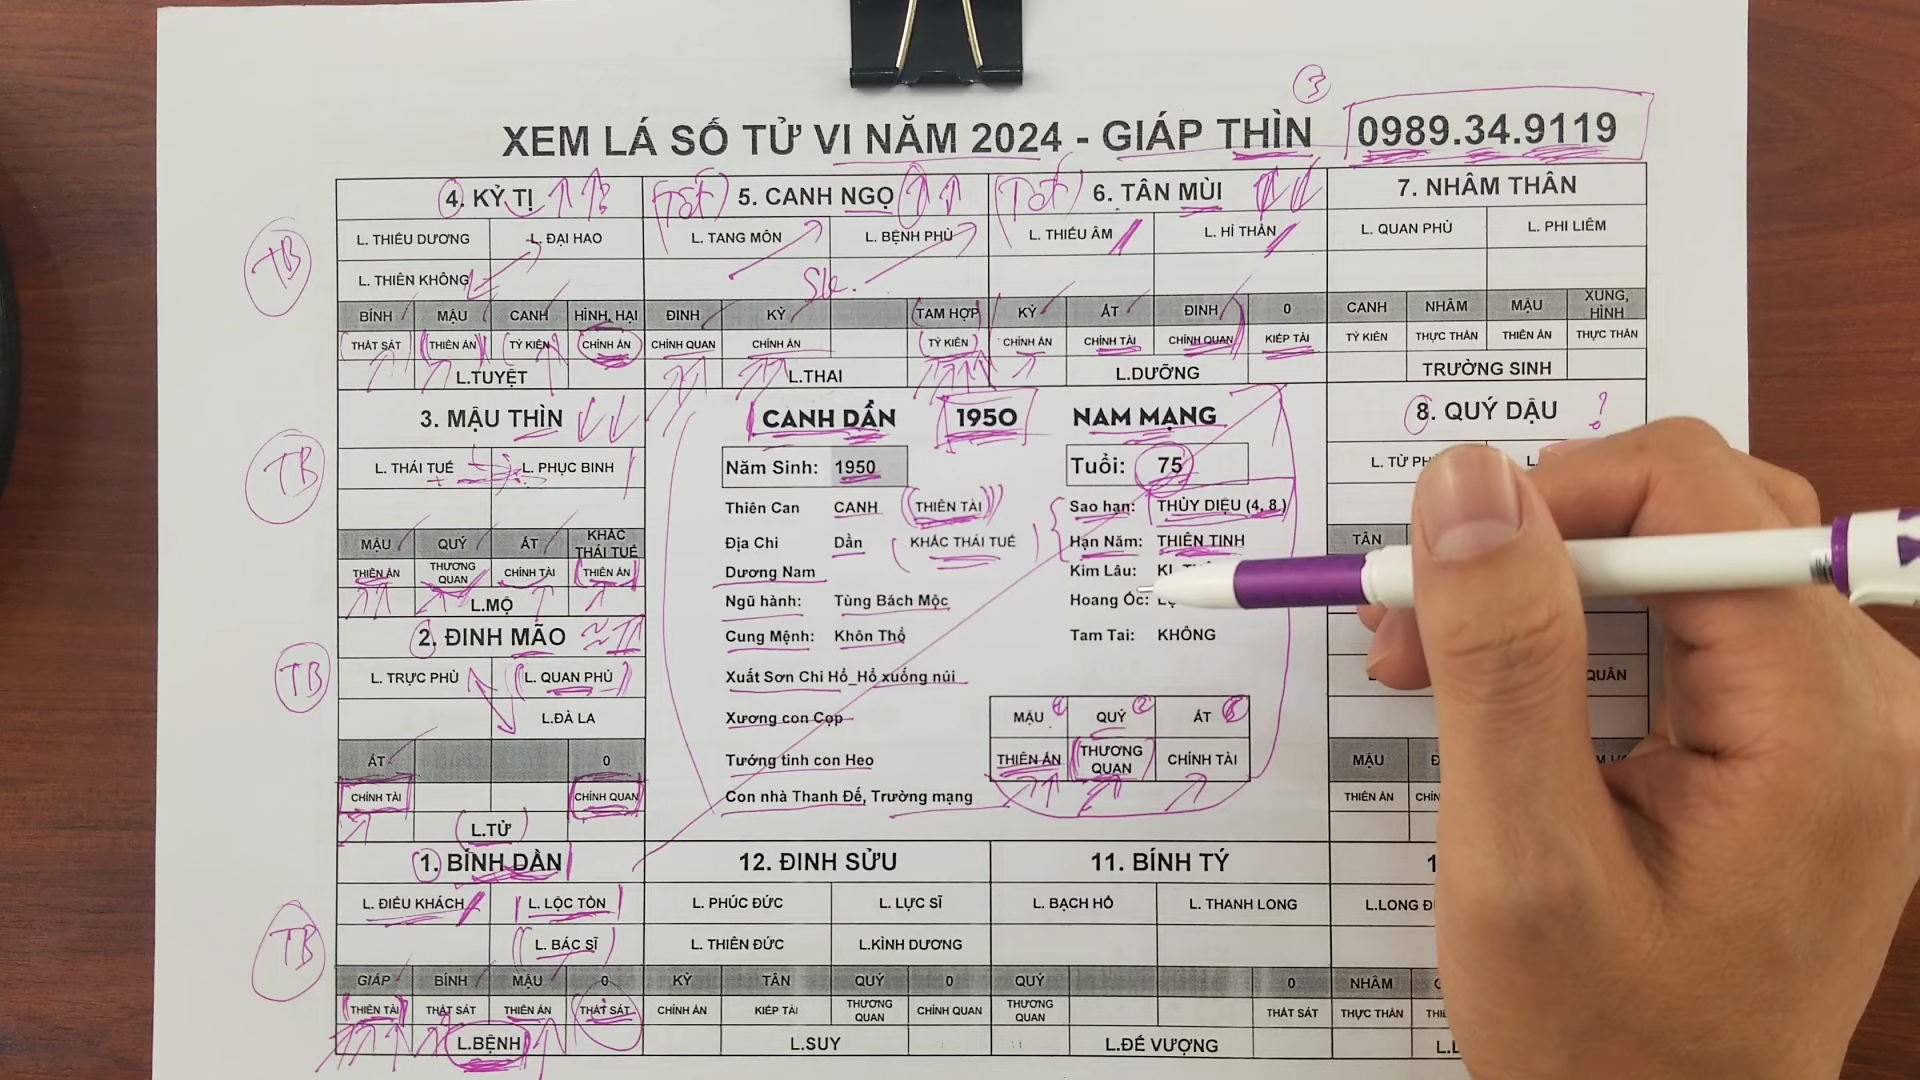 3
XEM LÁ SỐ TỬ VI NĂM 2024 - GIÁP THÌN 0989.34.9119
4. KỶ TỊ
L. THIẾU DƯƠNG L. ĐẠI HAO
L. THIÊN KHÔNG
BÍNH MẬU CANH HÌNH, HẠI
THẤT SÁT THIÊN ẤN TỶ KIÊN CHÍNH ẤN
L.TUYỆT
TB
Tốt
5. CANH NGỌ
L. TANG MÔN L. BỆNH PHÙ
Sk.
ĐINH KỶ TAM HỢP
CHÍNH QUAN CHÍNH ẤN TỶ KIÊN
L.THAI
Tốt
6. TÂN MÙI
L. THIẾU ÂM L. HỈ THẦN
KỶ ẤT ĐINH 0
CHÍNH ẤN CHÍNH TÀI CHÍNH QUAN KIẾP TÀI
L.DƯỠNG
7. NHÂM THÂN
L. QUAN PHỦ L. PHI LIÊM
CANH NHÂM MẬU XUNG, HÌNH
TỶ KIÊN THỰC THẦN THIÊN ẤN THỰC THẦN
TRƯỜNG SINH
3. MẬU THÌN
L. THÁI TUẾ L. PHỤC BINH
MẬU QUÝ ẤT KHẮC THÁI TUẾ
THIÊN ẤN THƯƠNG QUAN CHÍNH TÀI THIÊN ẤN
L.MỘ
TB
CANH DẦN 1950 NAM MẠNG
Năm Sinh: 1950 Tuổi: 75
Thiên Can CANH THIÊN TÀI Sao hạn: THỦY DIỆU (4, 8)
Địa Chi Dần KHẮC THÁI TUẾ Hạn Năm: THIÊN TINH
Dương Nam Kim Lâu:
Ngũ hành: Tùng Bách Mộc Hoang Ốc:
Cung Mệnh: Khôn Thổ Tam Tai: KHÔNG
Xuất Sơn Chi Hổ_Hổ xuống núi
Xương con Cọp
Tướng tinh con Heo
Con nhà Thanh Đế, Trường mạng
MẬU 1 QUÝ 2 ẤT
THIÊN ẤN THƯƠNG QUAN CHÍNH TÀI
8. QUÝ DẬU ?
L. TỬ
TÂN
QUÂN
MẬU
THIÊN ẤN
2. ĐINH MÃO
L. TRỰC PHÙ L. QUAN PHỦ
L.ĐÀ LA
ẤT 0
CHÍNH TÀI CHÍNH QUAN
L.TỬ
TB
1. BÍNH DẦN
L. ĐIẾU KHÁCH L. LỘC TỒN
L. BÁC SĨ
GIÁP BÍNH MẬU 0
THIÊN TÀI THẤT SÁT THIÊN ẤN THẤT SÁT
L.BỆNH
TB
12. ĐINH SỬU
L. PHÚC ĐỨC L. LỰC SĨ
L. THIÊN ĐỨC L.KÌNH DƯƠNG
KỶ TÂN QUÝ 0
CHÍNH ẤN KIẾP TÀI THƯƠNG QUAN CHÍNH QUAN
L.SUY
11. BÍNH TÝ
L. BẠCH HỔ L. THANH LONG
QUÝ 0
THƯƠNG QUAN THẤT SÁT
L.ĐẾ VƯỢNG
NHÂM
THỰC THẦN